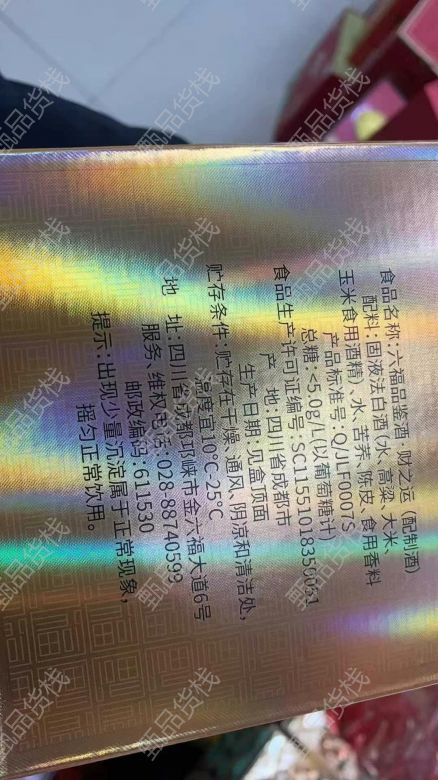 食品名称:六福品鉴酒 财之运(配制酒)
配料:固液法白酒(水、高粱、大米、
玉米食用酒精)、水、苦荞、陈皮、食用香料
产品标准号:Q/JLF0007S
总糖:<5.0g/L(以葡萄糖计)
食品生产许可证编号:SC11551018356051
产 地:四川省成都市
生产日期:见盒顶面
贮存条件:贮存在干燥、通风、阴凉和清洁处,
温度宜10°C-25°C
地 址:四川省成都邛崃市金六福大道6号
服务、维权电话:028-88740599
邮政编码:611530
提示:出现少量沉淀属于正常现象,
摇匀正常饮用。
甄品货栈